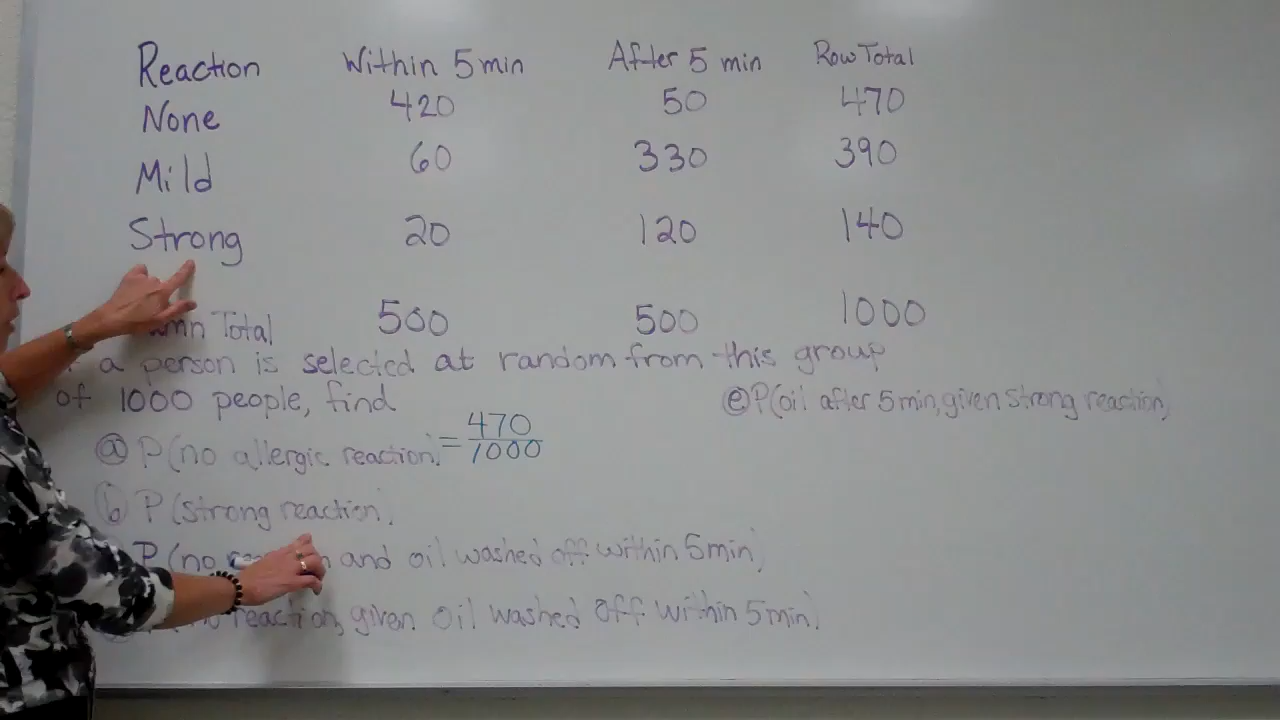 Reaction Within 5 min After 5 min Row Total
None 420 50 470
Mild 60 330 390
Strong 20 120 140
Total 500 500 1000
a person is selected at random from this group
of 1000 people, find
ⓔ P(oil after 5 min, given strong reaction)
ⓐ P(no allergic reaction) = 470/1000
ⓑ P(strong reaction)
P(no and oil washed off within 5 min)
reaction, given oil washed off within 5 min)